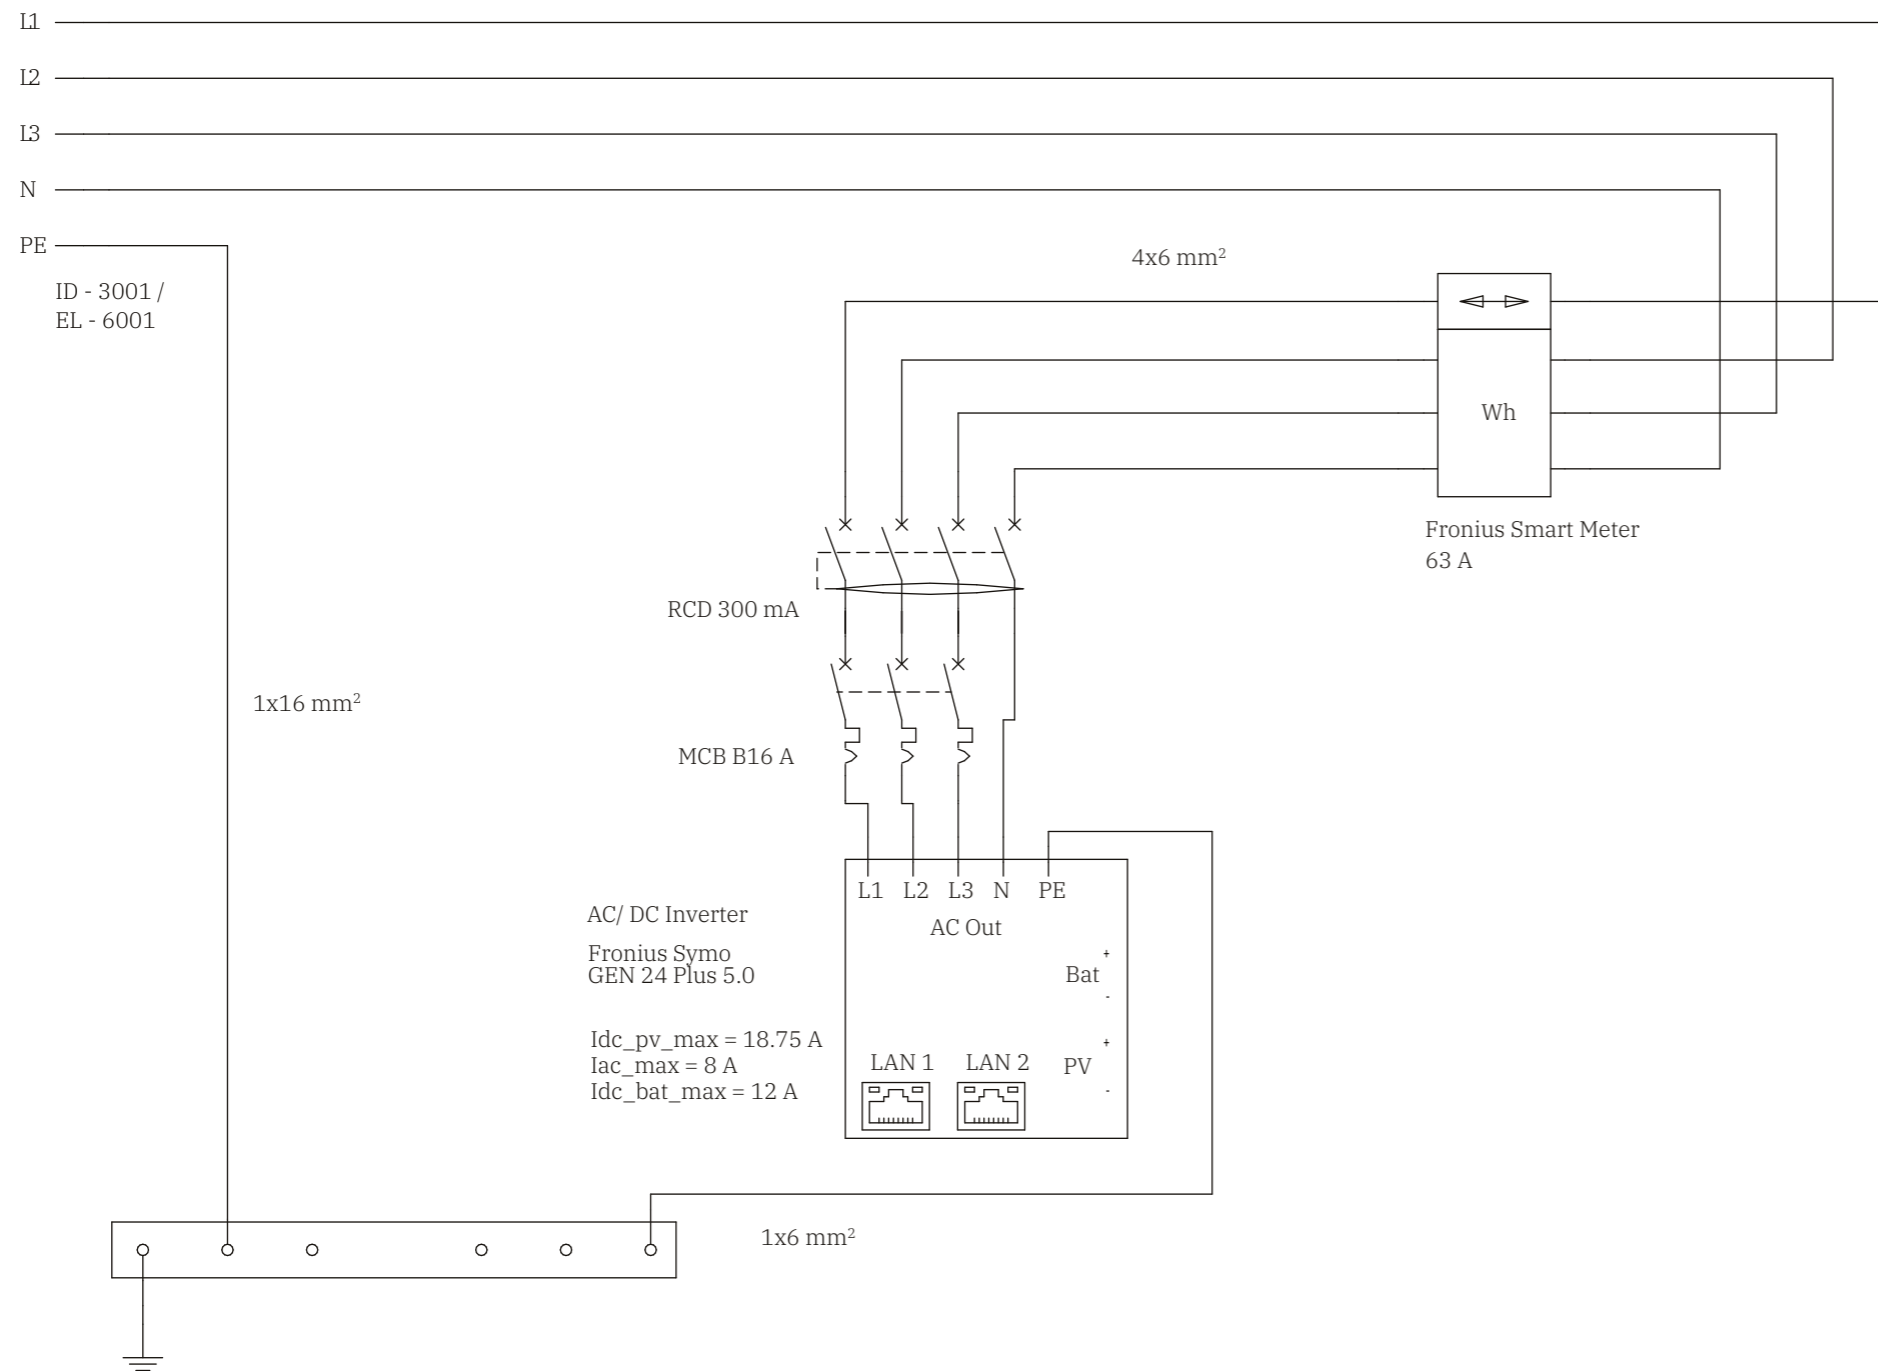 L1
L2
L3
N
PE
ID - 3001 /
EL - 6001
4x6 mm²
Wh
Fronius Smart Meter
63 A
RCD 300 mA
1x16 mm²
MCB B16 A
L1 L2 L3 N PE
AC Out
AC/ DC Inverter
Fronius Symo
GEN 24 Plus 5.0
+
Bat
-
Idc_pv_max = 18.75 A
Iac_max = 8 A
Idc_bat_max = 12 A
LAN 1 LAN 2
+
PV
-
1x6 mm²